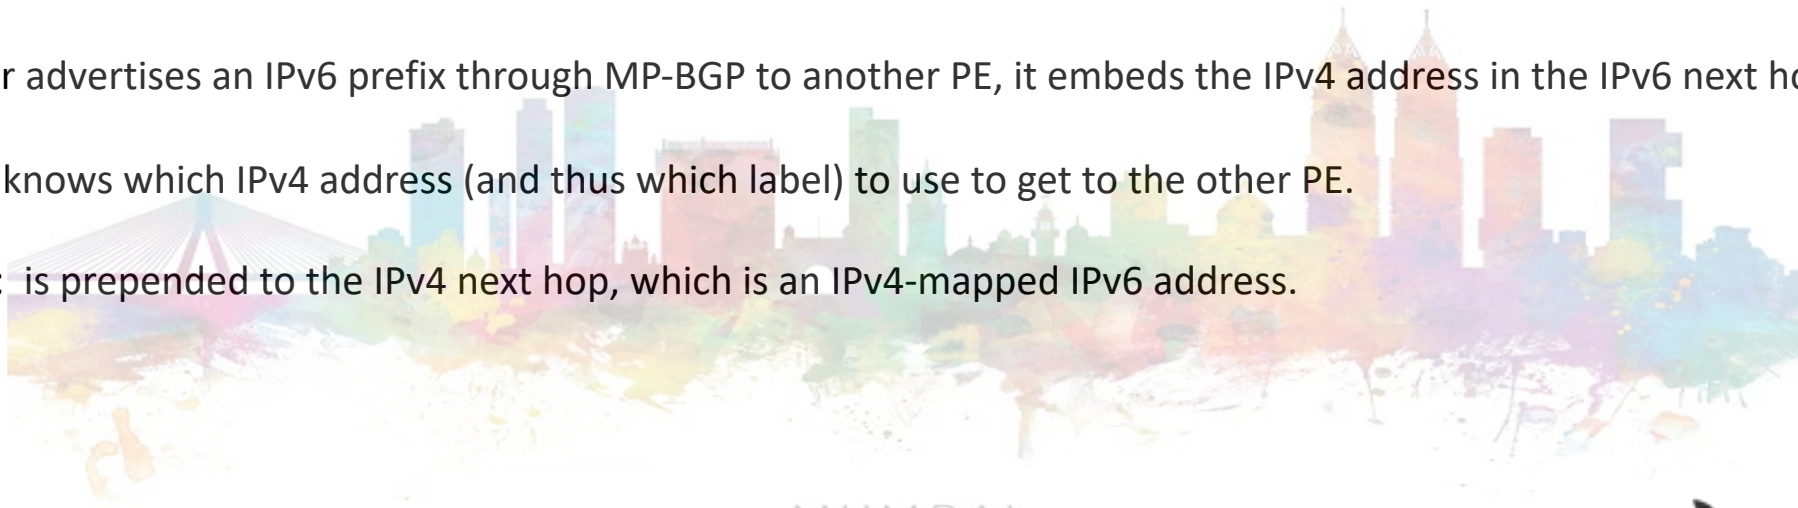 r advertises an IPv6 prefix through MP-BGP to another PE, it embeds the IPv4 address in the IPv6 next
knows which IPv4 address (and thus which label) to use to get to the other PE.
: is prepended to the IPv4 next hop, which is an IPv4-mapped IPv6 address.